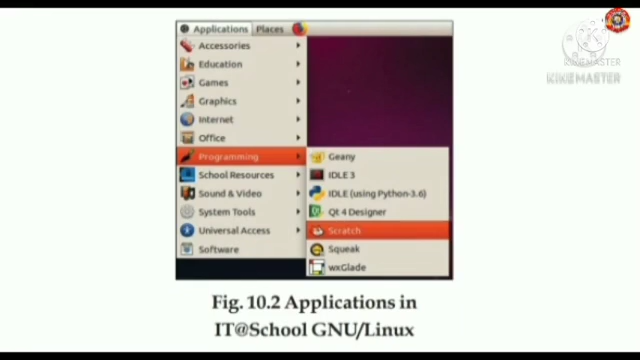 Applications Places
Accessories
Education
Games
Graphics
Internet
Office
Programming
School Resources
Sound & Video
System Tools
Universal Access
Software
Geany
IDLE 3
IDLE (using Python-3.6)
Qt 4 Designer
Scratch
Squeak
wxGlade
Fig. 10.2 Applications in
IT@School GNU/Linux
KINEMASTER
KINEMASTER